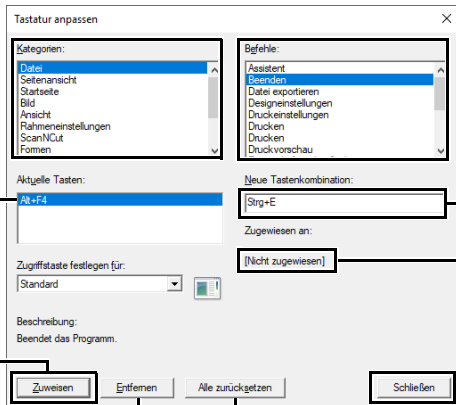 Tastatur anpassen
Kategorien:
Datei
Seitenansicht
Startseite
Bild
Ansicht
Rahmeneinstellungen
ScanNCut
Formen
Befehle:
Assistent
Beenden
Datei exportieren
Designeinstellungen
Druckeinstellungen
Drucken
Drucken
Druckvorschau
Aktuelle Tasten:
Alt+F4
Neue Tastenkombination:
Strg+E
Zugewiesen an:
[Nicht zugewiesen]
Zugriffstaste festlegen für:
Standard
Beschreibung:
Beendet das Programm.
Zuweisen Entfernen Alle zurücksetzen Schließen